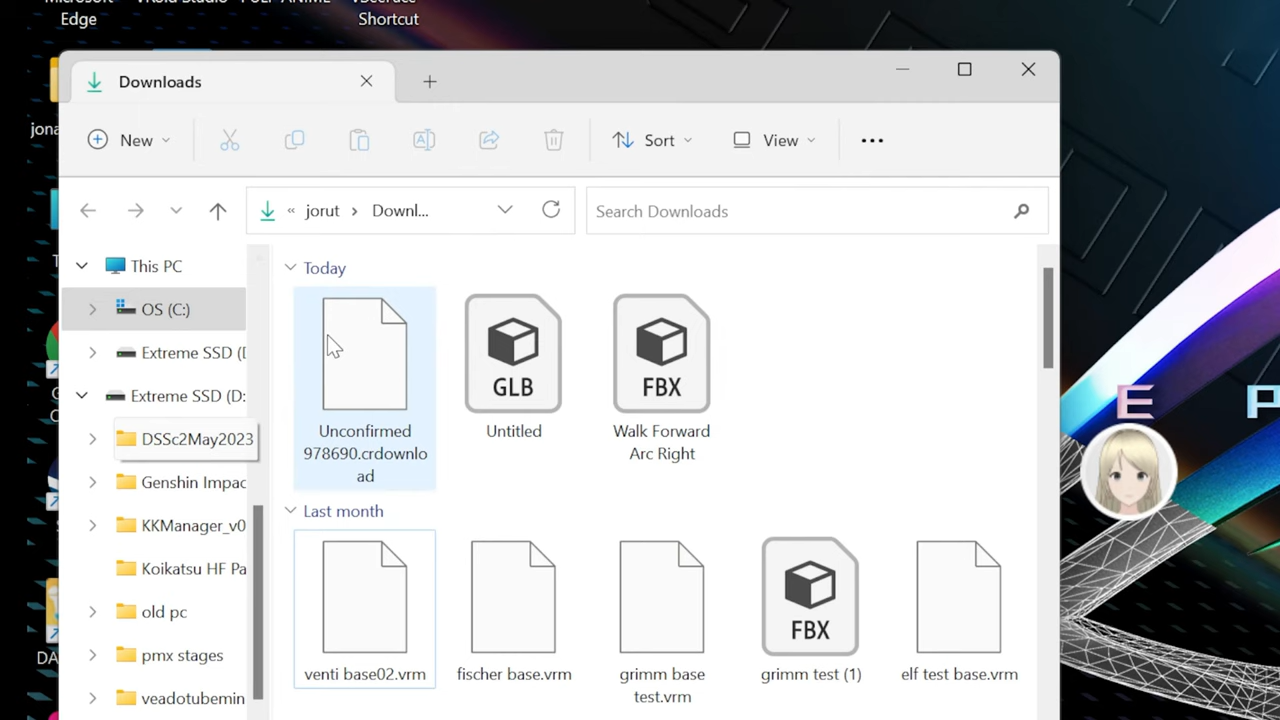 Edge
Shortcut
Downloads
New
Sort
View
« jorut > Downl...
Search Downloads
This PC
OS (C:)
Extreme SSD (D
Extreme SSD (D:
DSSc2May2023
Genshin Impac
KKManager_v0
Koikatsu HF Pa
old pc
pmx stages
veadotubemin
Today
Unconfirmed
978690.crdownlo
ad
GLB
Untitled
FBX
Walk Forward
Arc Right
Last month
venti base02.vrm
fischer base.vrm
grimm base
test.vrm
FBX
grimm test (1)
elf test base.vrm
jona
DA
E P